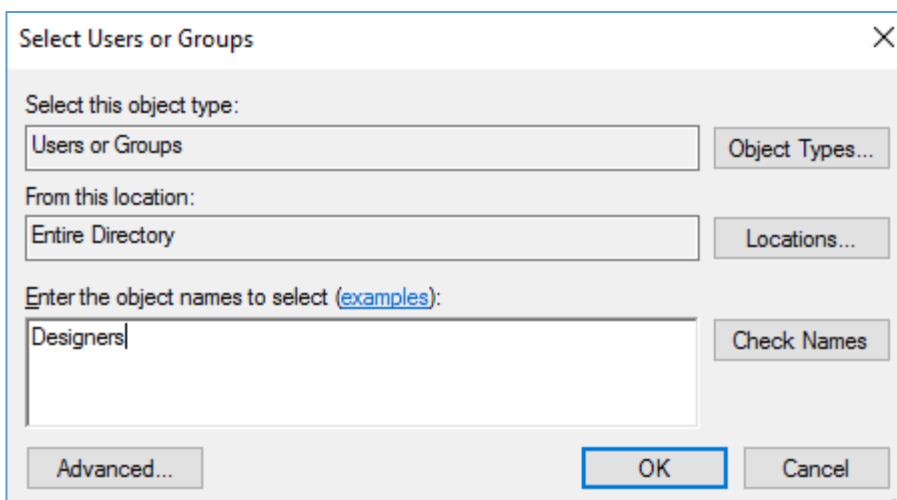 Select Users or Groups
Select this object type:
Users or Groups
Object Types...
From this location:
Entire Directory
Locations...
Enter the object names to select (examples):
Designers
Check Names
Advanced...
OK
Cancel